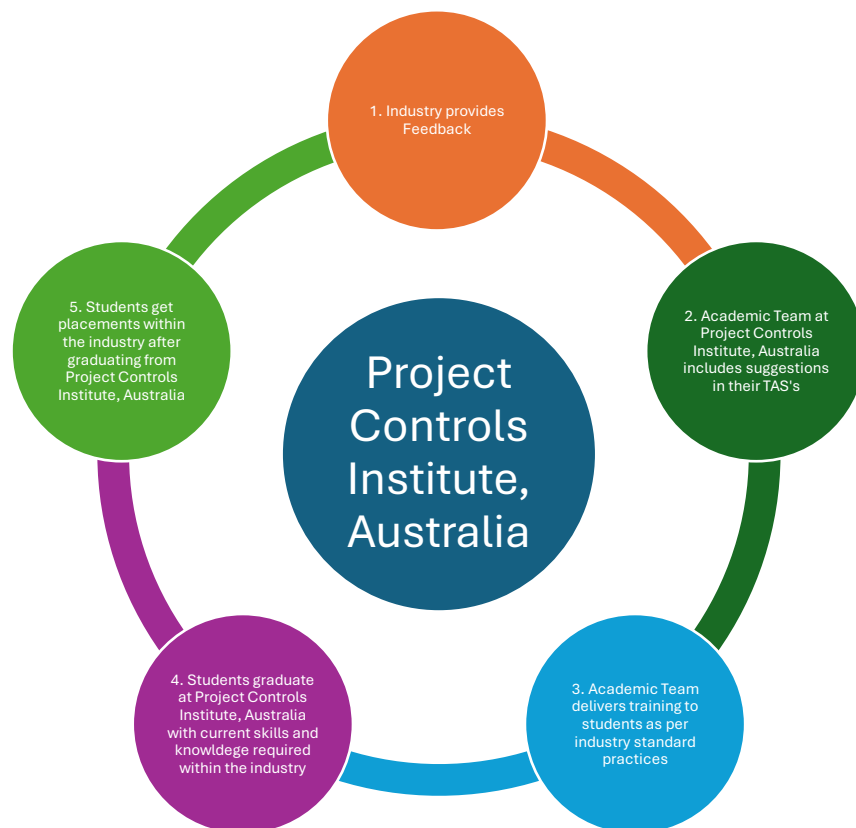 1. Industry provides
Feedback
2. Academic Team at
Project Controls
Institute, Australia
includes suggestions
in their TAS's
3. Academic Team
delivers training to
students as per
industry standard
practices
4. Students graduate
at Project Controls
Institute, Australia
with current skills and
knowldege required
within the industry
5. Students get
placements within
the industry after
graduating from
Project Controls
Institute, Australia
Project
Controls
Institute,
Australia